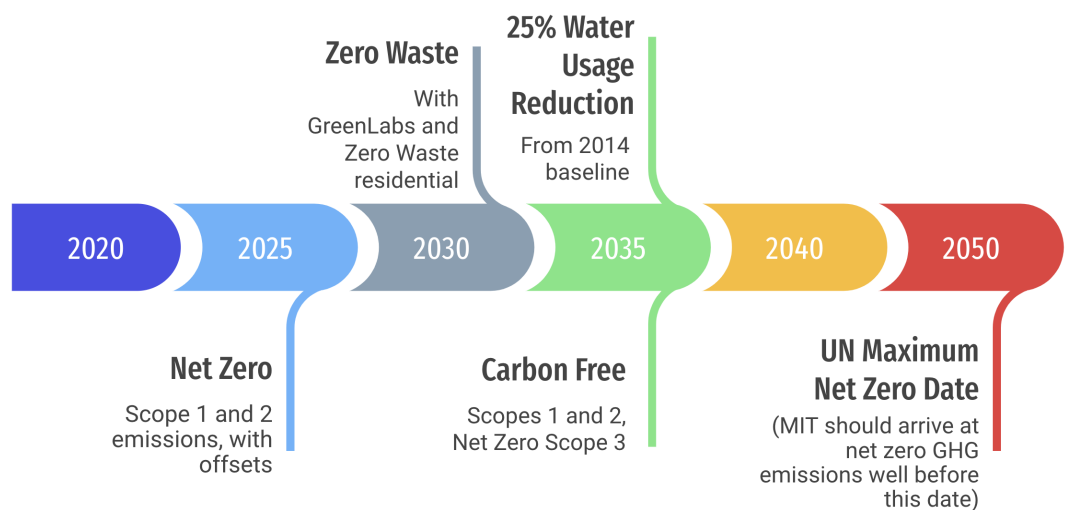 Zero Waste
With
GreenLabs and
Zero Waste
residential
25% Water
Usage
Reduction
From 2014
baseline
2020
2025
2030
2035
2040
2050
Net Zero
Scope 1 and 2
emissions, with
offsets
Carbon Free
Scopes 1 and 2,
Net Zero Scope 3
UN Maximum
Net Zero Date
(MIT should arrive at
net zero GHG
emissions well before
this date)